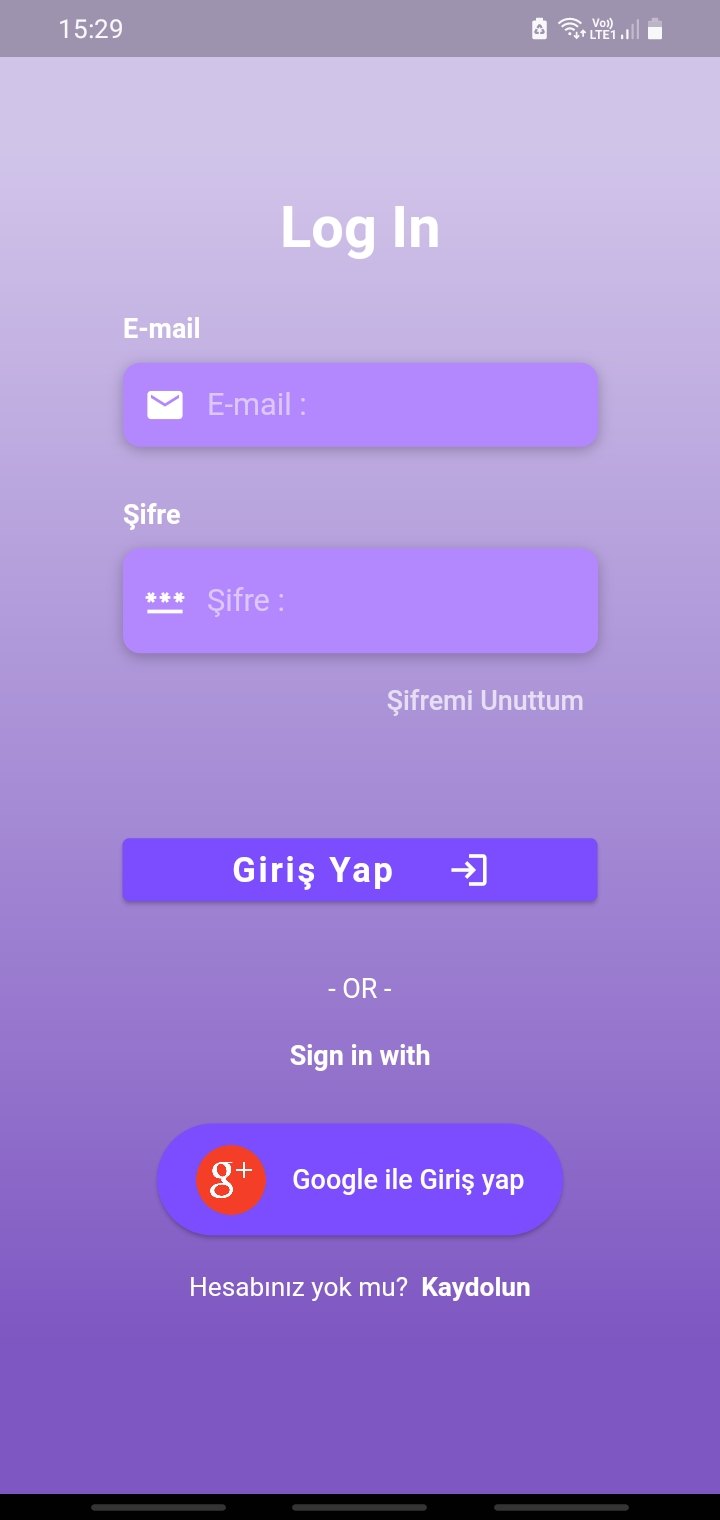 15:29
Vo))
LTE1
Log In
E-mail
E-mail :
Şifre
*** Şifre :
Şifremi Unuttum
Giriş Yap
- OR -
Sign in with
g+ Google ile Giriş yap
Hesabınız yok mu? Kaydolun